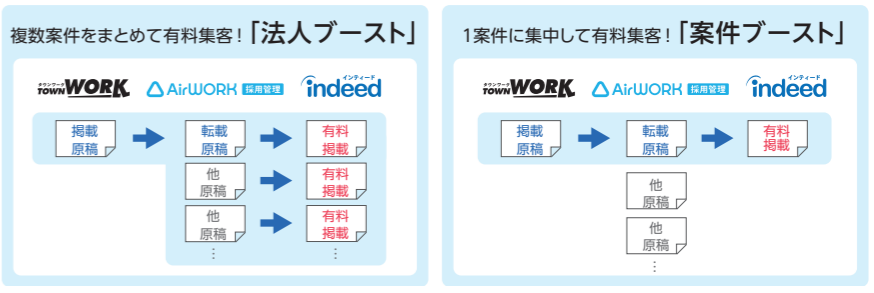 複数案件をまとめて有料集客！「法人ブースト」
タウンワーク
TOWN WORK
AirWORK 採用管理
インディード
indeed
掲載
原稿
転載
原稿
有料
掲載
他
原稿
有料
掲載
他
原稿
有料
掲載
⋮
⋮
1案件に集中して有料集客！「案件ブースト」
タウンワーク
TOWN WORK
AirWORK 採用管理
インディード
indeed
掲載
原稿
転載
原稿
有料
掲載
他
原稿
他
原稿
⋮